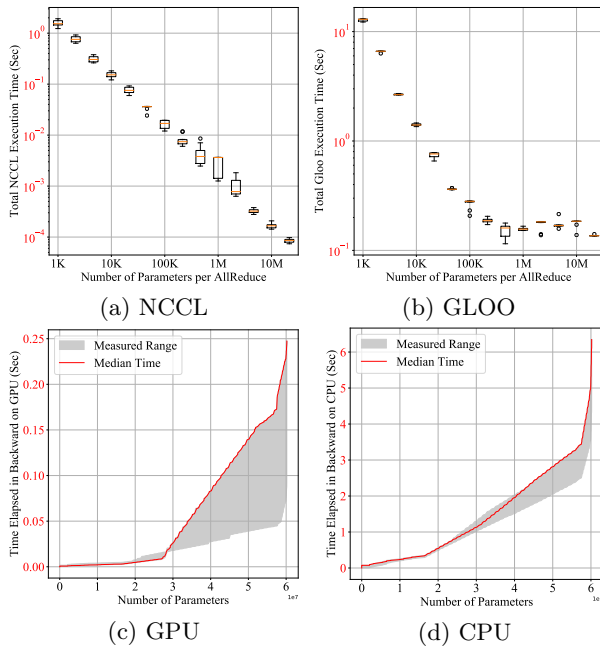 Total NCCL Execution Time (Sec)
10^0
10^-1
10^-2
10^-3
10^-4
1K 10K 100K 1M 10M
Number of Parameters per AllReduce
(a) NCCL
Total Gloo Execution Time (Sec)
10^1
10^0
10^-1
1K 10K 100K 1M 10M
Number of Parameters per AllReduce
(b) GLOO
Time Elapsed in Backward on GPU (Sec)
0.25
0.20
0.15
0.10
0.05
0.00
Measured Range
Median Time
0 1 2 3 4 5 6
1e7
Number of Parameters
(c) GPU
Time Elapsed in Backward on CPU (Sec)
6
5
4
3
2
1
0
Measured Range
Median Time
0 1 2 3 4 5 6
Number of Parameters
(d) CPU